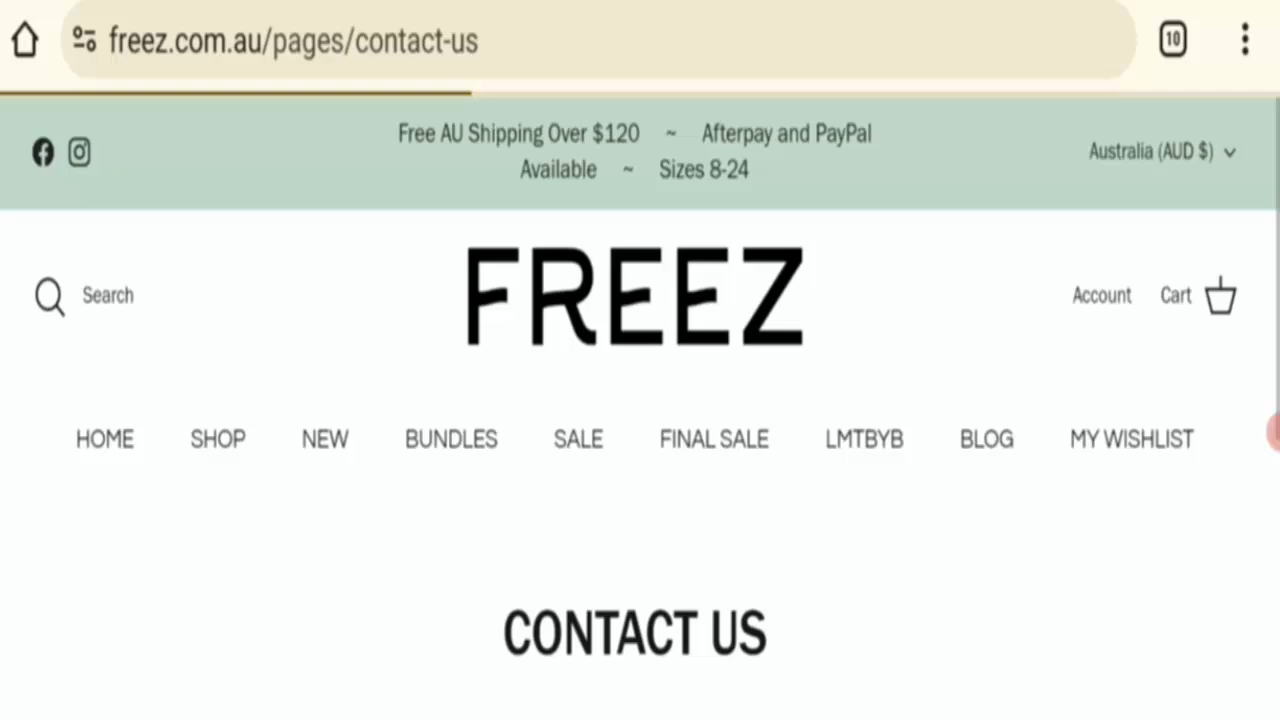 freez.com.au/pages/contact-us
10
Free AU Shipping Over $120 ~ Afterpay and PayPal
Available ~ Sizes 8-24
Australia (AUD $)
Search
FREEZ
Account Cart
HOME SHOP NEW BUNDLES SALE FINAL SALE LMTBYB BLOG MY WISHLIST
CONTACT US